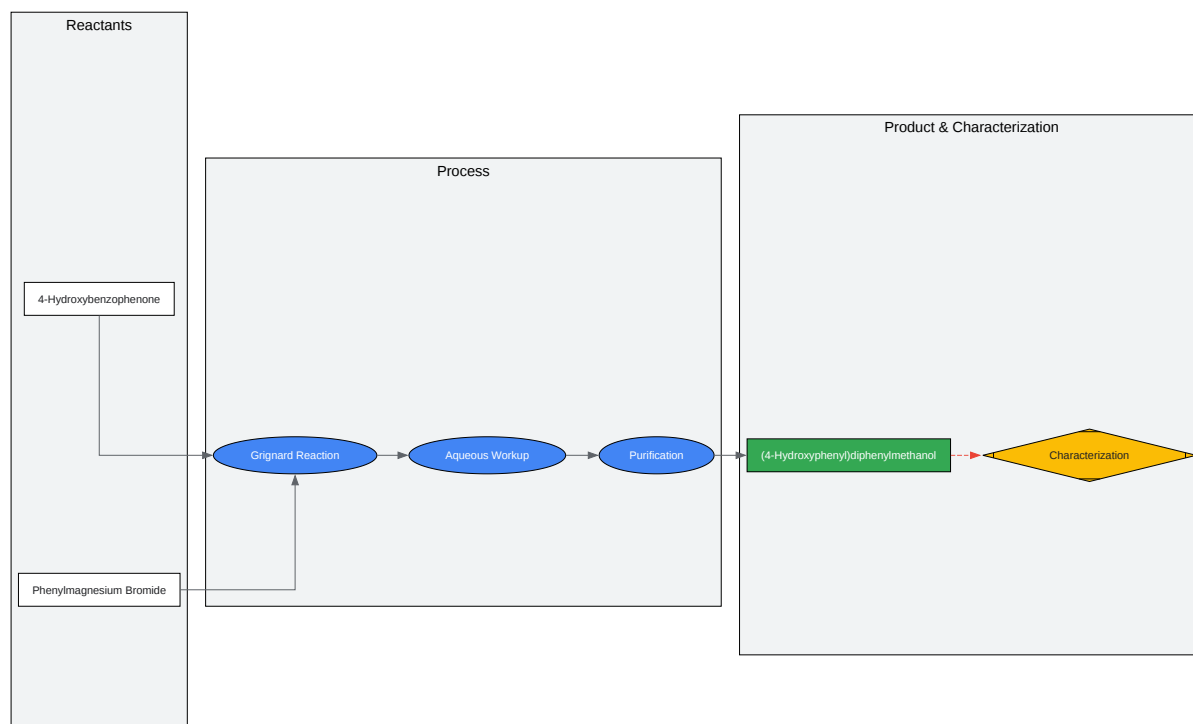 Reactants
4-Hydroxybenzophenone
Phenylmagnesium Bromide
Process
Grignard Reaction
Aqueous Workup
Purification
Product & Characterization
(4-Hydroxyphenyl)diphenylmethanol
Characterization